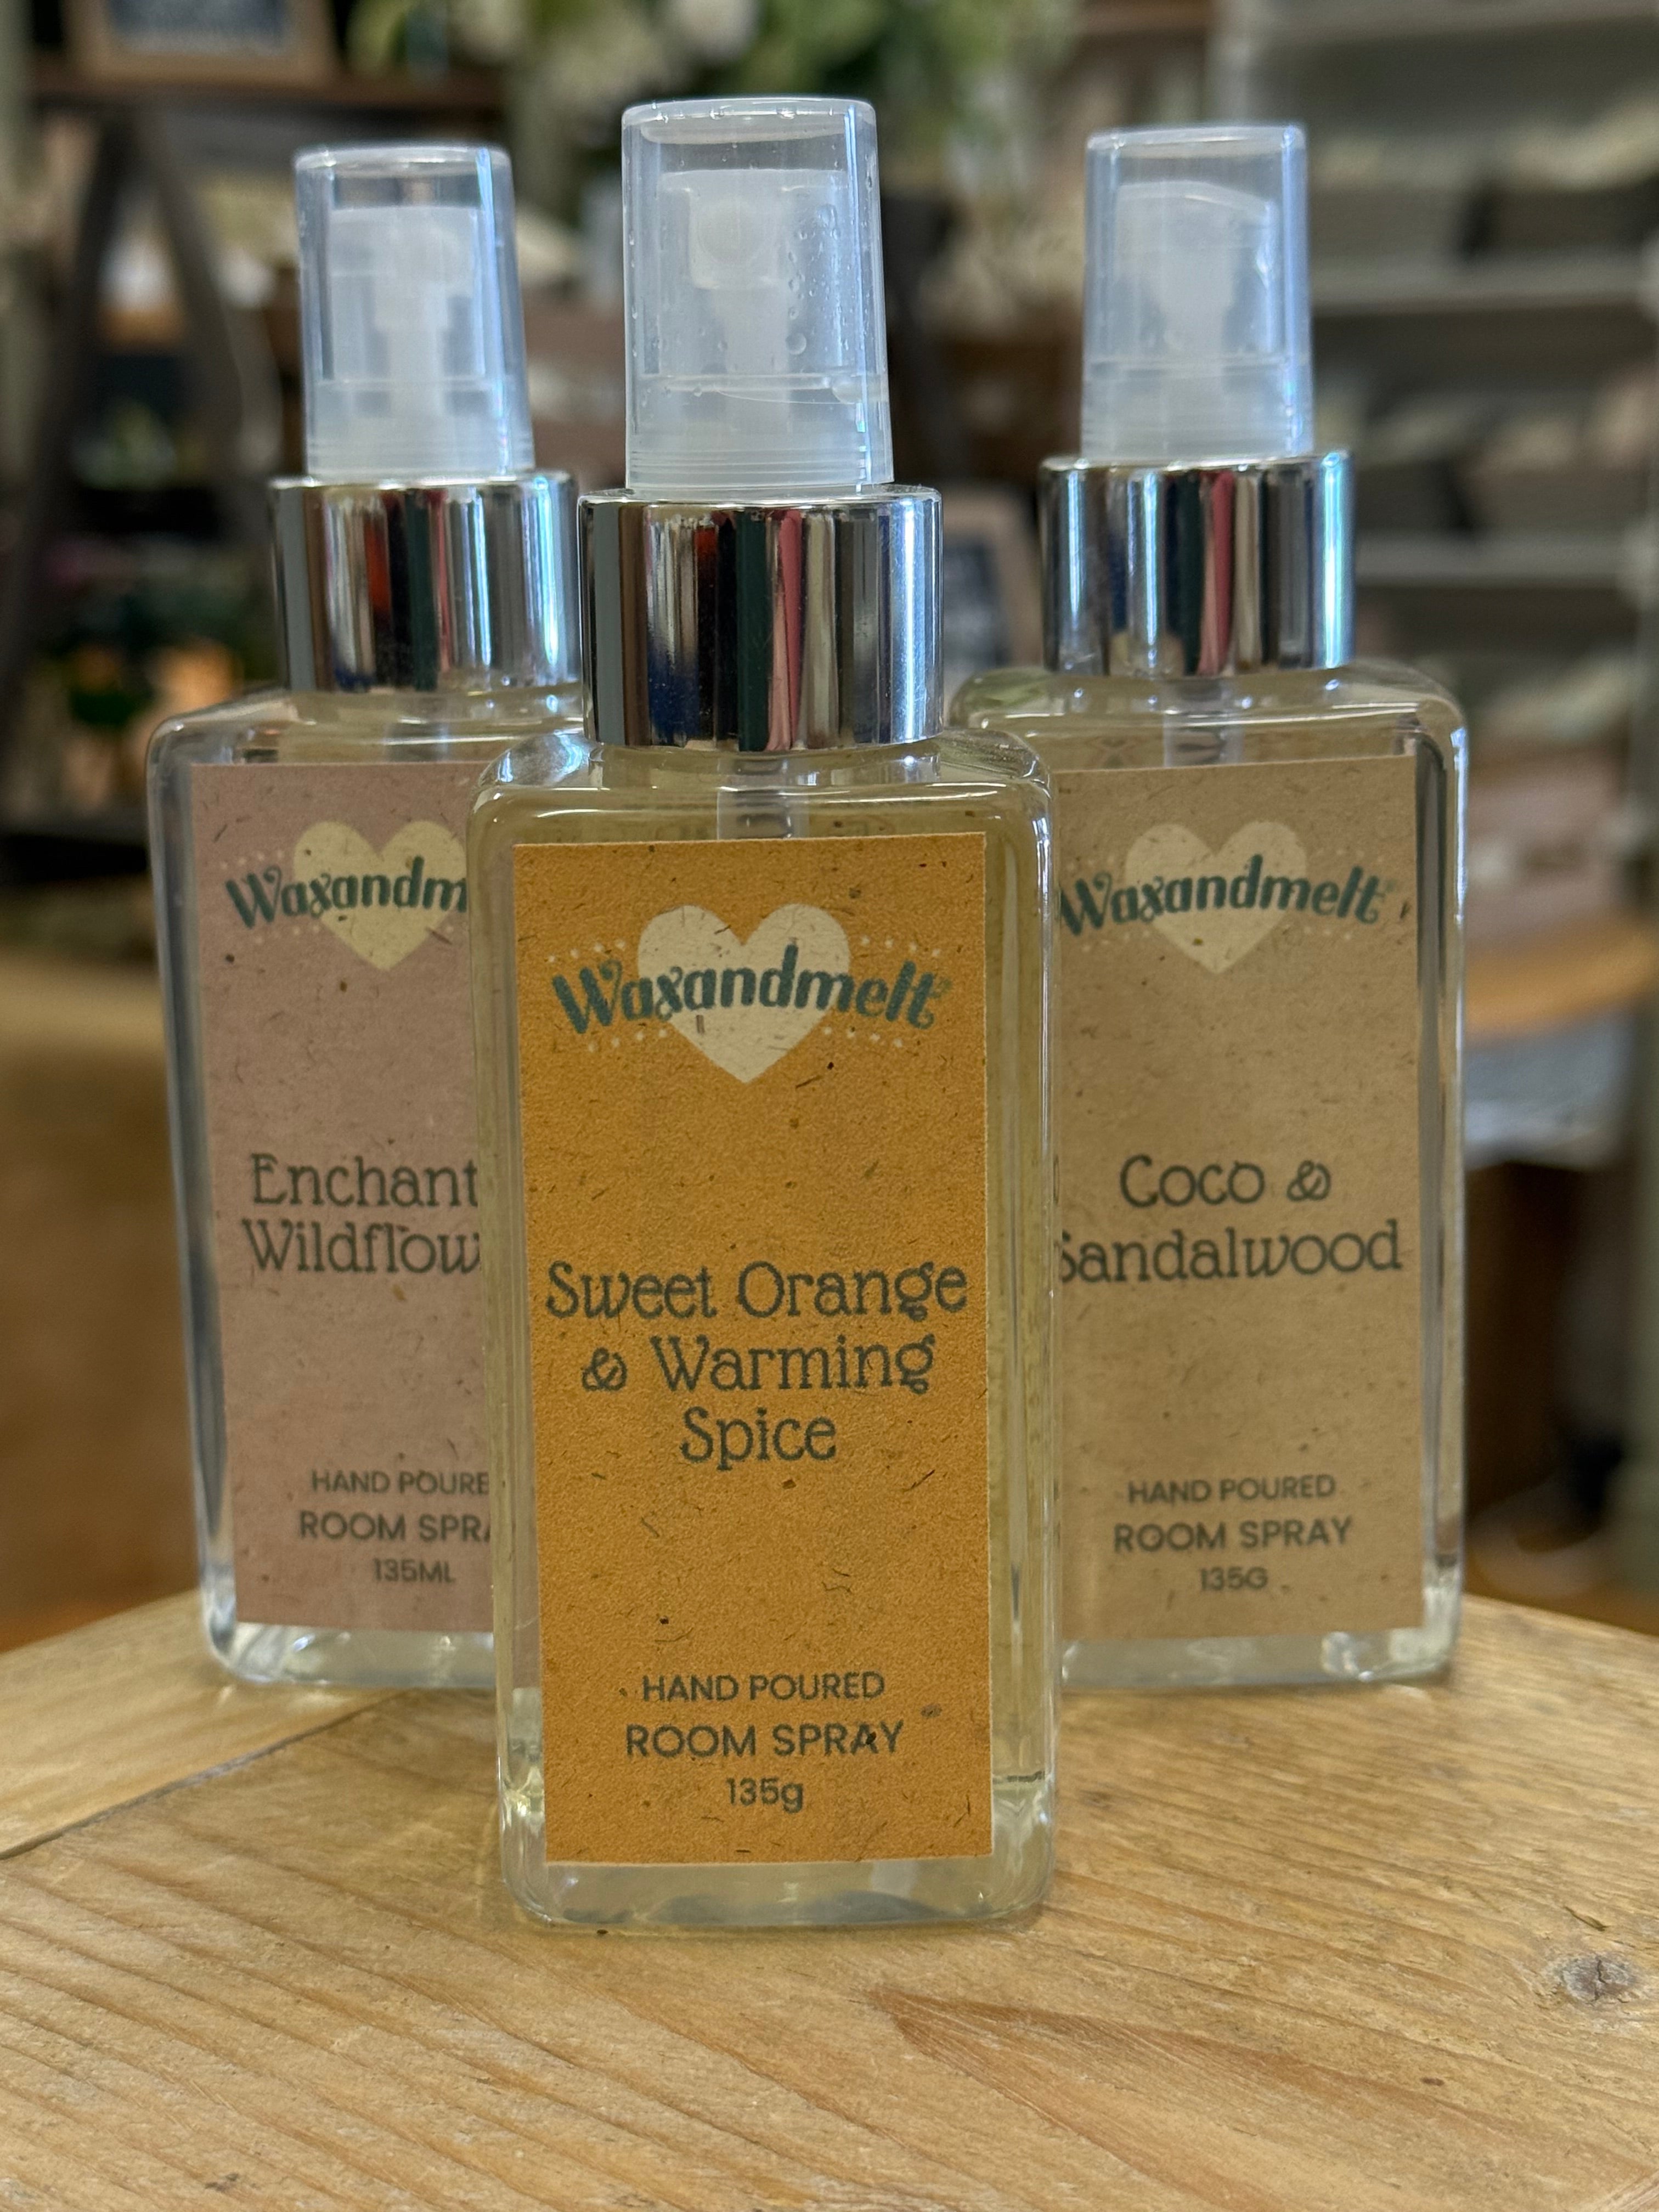 Waxandm
Enchant
Wildflow
HAND POURE
ROOM SPRA
135ML
Waxandmelt
Sweet Orange
& Warming
Spice
HAND POURED
ROOM SPRAY
135g
Waxandmelt
Coco &
Sandalwood
HAND POURED
ROOM SPRAY
135G